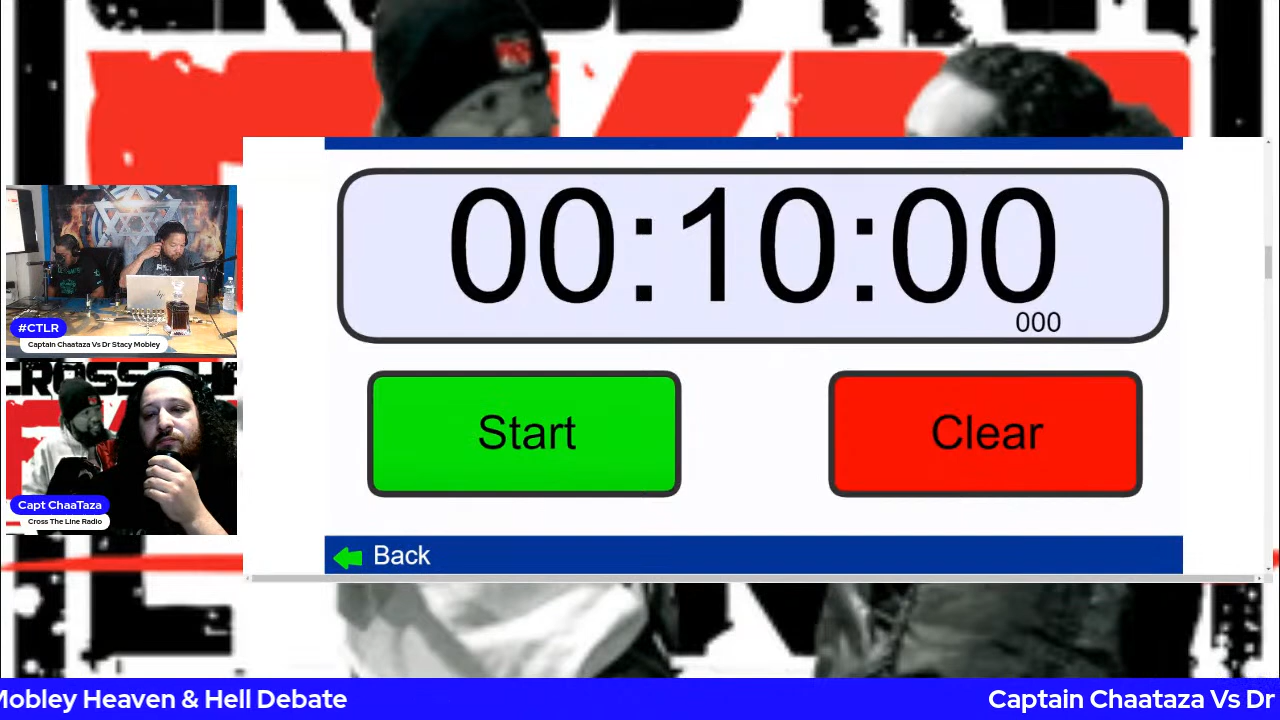 00:10:00
000
Start
Clear
Back
#CTLR
Captain Chaataza Vs Dr Stacy Mobley
Capt ChaaTaza
Cross The Line Radio
Mobley Heaven & Hell Debate
Captain Chaataza Vs Dr